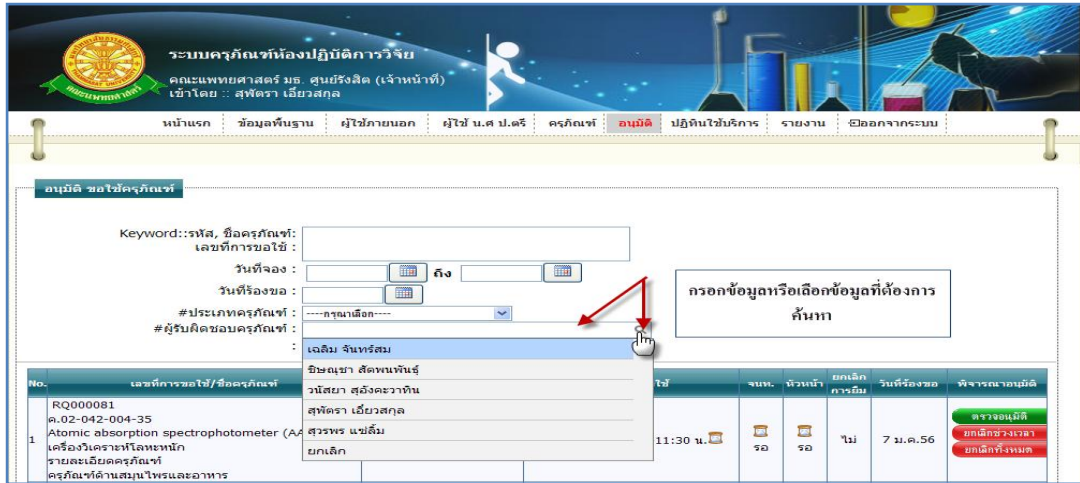 ระบบครุภัณฑ์ห้องปฏิบัติการวิจัย
คณะแพทยศาสตร์ มธ. ศูนย์รังสิต (เจ้าหน้าที่)
เข้าโดย :: สุพัตรา เอี่ยวสกุล
หน้าแรก ข้อมูลพื้นฐาน ผู้ใช้ภายนอก ผู้ใช้ น.ศ ป.ตรี ครุภัณฑ์ อนุมัติ ปฏิทินใช้บริการ รายงาน ออกจากระบบ
อนุมัติ ขอใช้ครุภัณฑ์
Keyword::รหัส, ชื่อครุภัณฑ์:
เลขที่การขอใช้ :
วันที่จอง : ถึง
วันที่ร้องขอ :
#ประเภทครุภัณฑ์ : ----กรุณาเลือก----
#ผู้รับผิดชอบครุภัณฑ์ :
:
กรอกข้อมูลหรือเลือกข้อมูลที่ต้องการ
ค้นหา
เฉลิม จันทร์สม
ชิษณุชา สัตพนพันธุ์
วนัสยา สุอังคะวาทิน
สุพัตรา เอี่ยวสกุล
สุวรพร แซ่ลิ้ม
ยกเลิก
No. เลขที่การขอใช้/ชื่อครุภัณฑ์ ใช้ จนท. หัวหน้า ยกเลิกการยืม วันที่ร้องขอ พิจารณาอนุมัติ
1
RQ000081
ค.02-042-004-35
Atomic absorption spectrophotometer (AA
เครื่องวิเคราะห์โลหะหนัก
รายละเอียดครุภัณฑ์
ครุภัณฑ์ด้านสมุนไพรและอาหาร
11:30 น. รอ รอ ไม่ 7 ม.ค.56
ตรวจอนุมัติ
ยกเลิกช่วงเวลา
ยกเลิกทั้งหมด